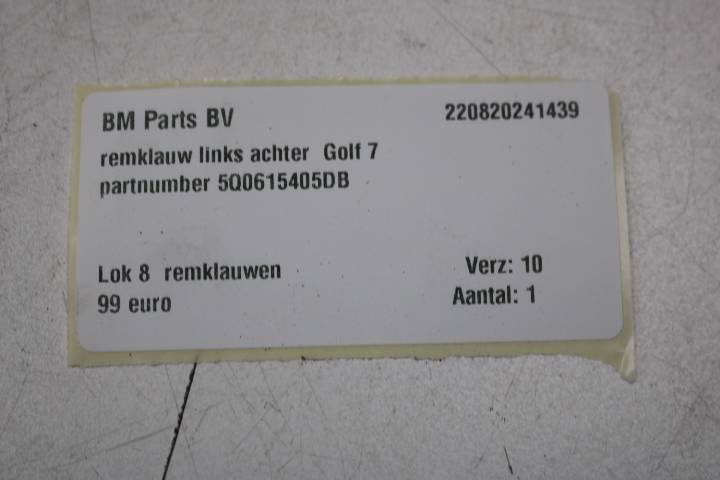 BM Parts BV 220820241439
remklauw links achter Golf 7
partnumber 5Q0615405DB
Lok 8 remklauwen Verz: 10
99 euro Aantal: 1